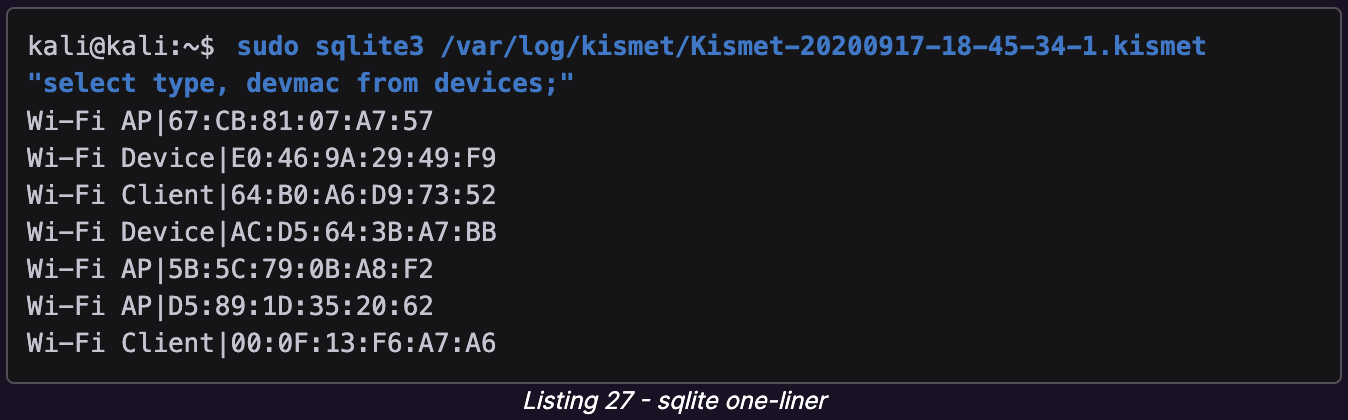 kali@kali:~$ sudo sqlite3 /var/log/kismet/Kismet-20200917-18-45-34-1.kismet
"select type, devmac from devices;"
Wi-Fi AP|67:CB:81:07:A7:57
Wi-Fi Device|E0:46:9A:29:49:F9
Wi-Fi Client|64:B0:A6:D9:73:52
Wi-Fi Device|AC:D5:64:3B:A7:BB
Wi-Fi AP|5B:5C:79:0B:A8:F2
Wi-Fi AP|D5:89:1D:35:20:62
Wi-Fi Client|00:0F:13:F6:A7:A6
Listing 27 - sqlite one-liner